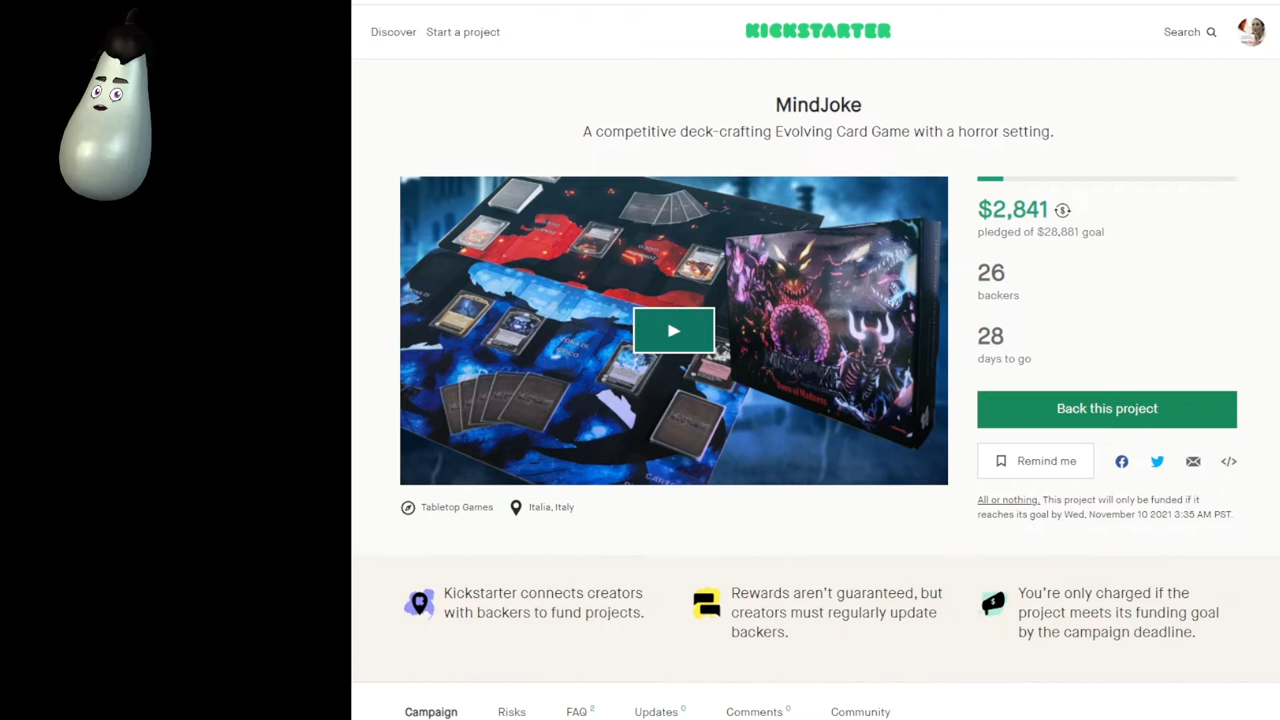 Discover Start a project
KICKSTARTER
Search
MindJoke
A competitive deck-crafting Evolving Card Game with a horror setting.
$2,841
pledged of $28,881 goal
26
backers
28
days to go
Back this project
Remind me
All or nothing. This project will only be funded if it
reaches its goal by Wed, November 10 2021 3:35 AM PST.
Tabletop Games
Italia, Italy
Kickstarter connects creators
with backers to fund projects.
Rewards aren't guaranteed, but
creators must regularly update
backers.
You're only charged if the
project meets its funding goal
by the campaign deadline.
Campaign Risks FAQ 2 Updates 0 Comments 0 Community